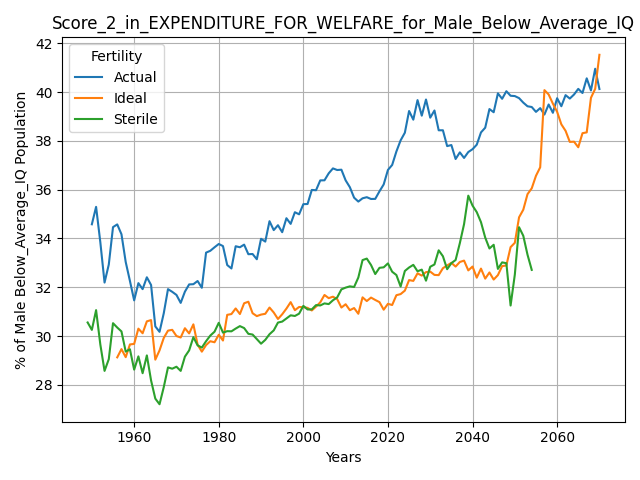 Score_2_in_EXPENDITURE_FOR_WELFARE_for_Male_Below_Average_IQ
Fertility
Actual
Ideal
Sterile
% of Male Below_Average_IQ Population
42
40
38
36
34
32
30
28
1960
1980
2000
2020
2040
2060
Years